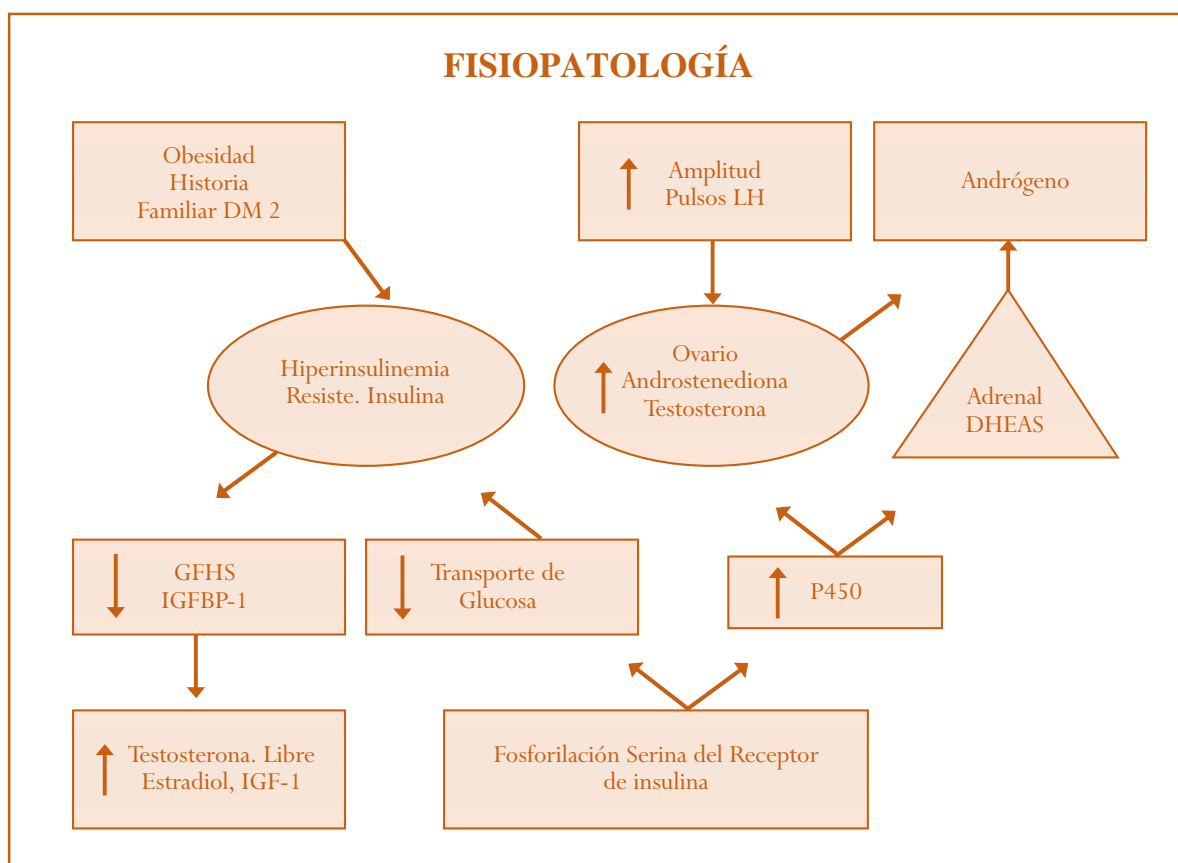 FISIOPATOLOGÍA
Obesidad
Historia
Familiar DM 2
Amplitud
Pulsos LH
Andrógeno
Hiperinsulinemia
Resiste. Insulina
Ovario
Androstenediona
Testosterona
Adrenal
DHEAS
GFHS
IGFBP-1
Transporte de
Glucosa
P450
Testosterona. Libre
Estradiol, IGF-1
Fosforilación Serina del Receptor
de insulina